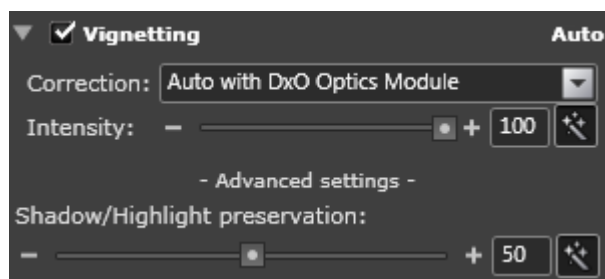 Vignetting Auto
Correction: Auto with DxO Optics Module
Intensity: − + 100
- Advanced settings -
Shadow/Highlight preservation:
− + 50